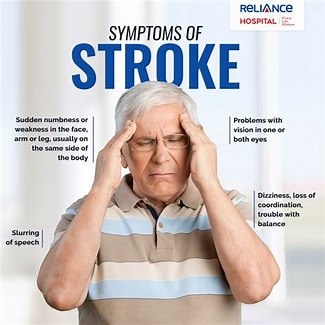 RELIANCE
HOSPITAL
SYMPTOMS OF
STROKE
Sudden numbness or
weakness in the face,
arm or leg, usually on
the same side of
the body
Problems with
vision in one or
both eyes
Slurring
of speech
Dizziness, loss of
coordination,
trouble with
balance